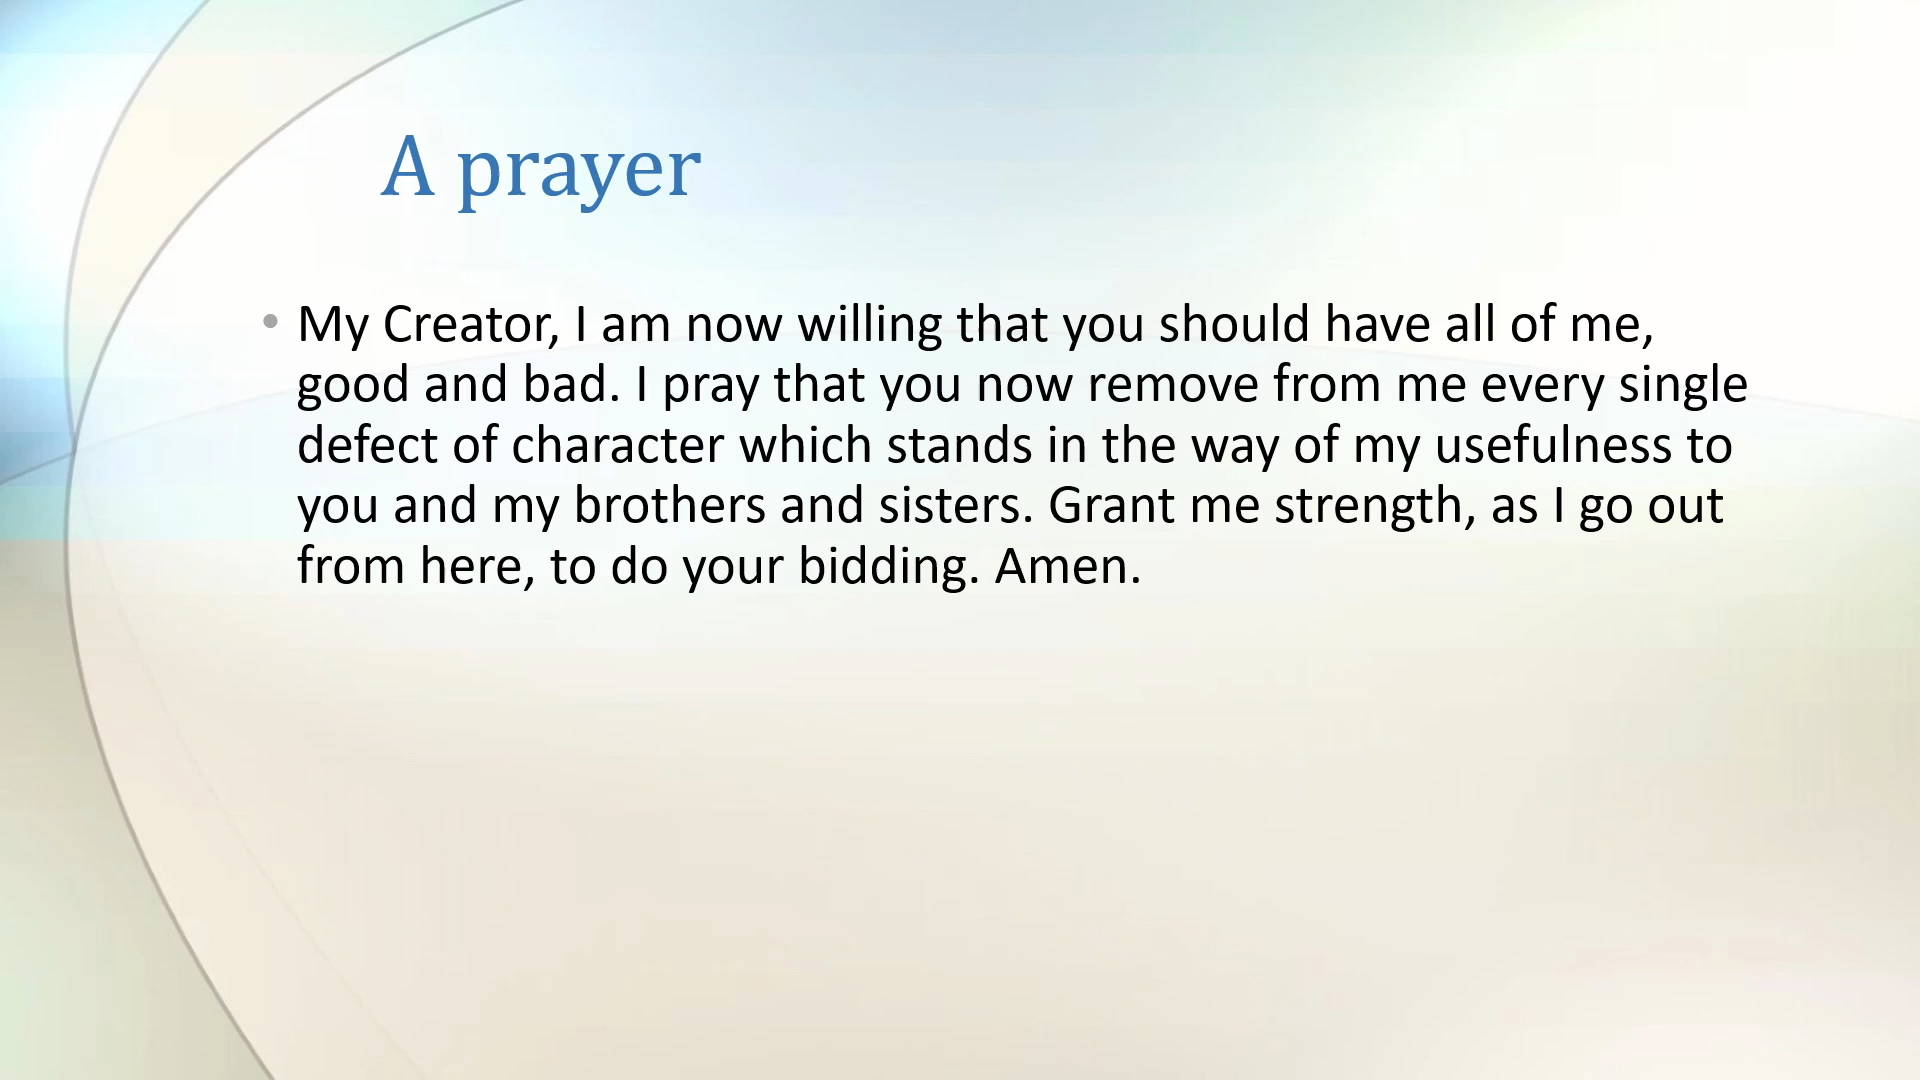 A prayer
• My Creator, I am now willing that you should have all of me,
good and bad. I pray that you now remove from me every single
defect of character which stands in the way of my usefulness to
you and my brothers and sisters. Grant me strength, as I go out
from here, to do your bidding. Amen.